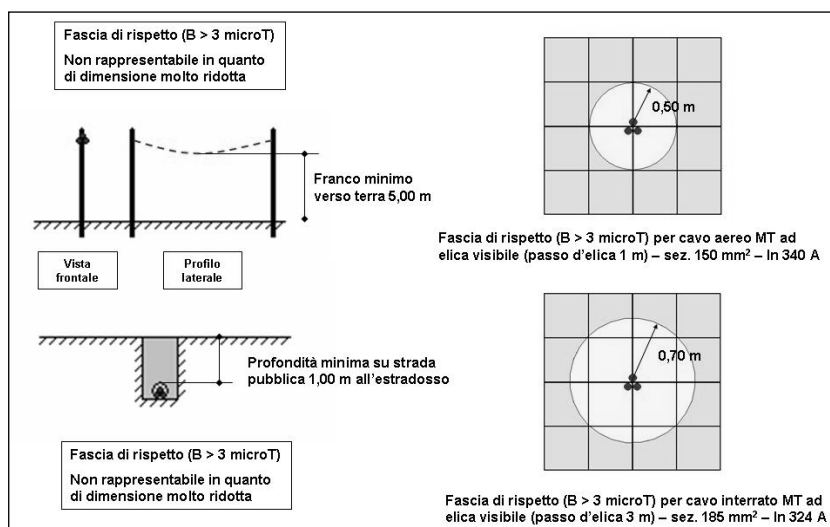 Fascia di rispetto (B > 3 microT)
Non rappresentabile in quanto
di dimensione molto ridotta
Franco minimo
verso terra 5,00 m
Vista
frontale
Profilo
laterale
Profondità minima su strada
pubblica 1,00 m all'estradosso
Fascia di rispetto (B > 3 microT)
Non rappresentabile in quanto
di dimensione molto ridotta
0,50 m
Fascia di rispetto (B > 3 microT) per cavo aereo MT ad
elica visibile (passo d'elica 1 m) – sez. 150 mm² – In 340 A
0,70 m
Fascia di rispetto (B > 3 microT) per cavo interrato MT ad
elica visibile (passo d'elica 3 m) – sez. 185 mm² – In 324 A